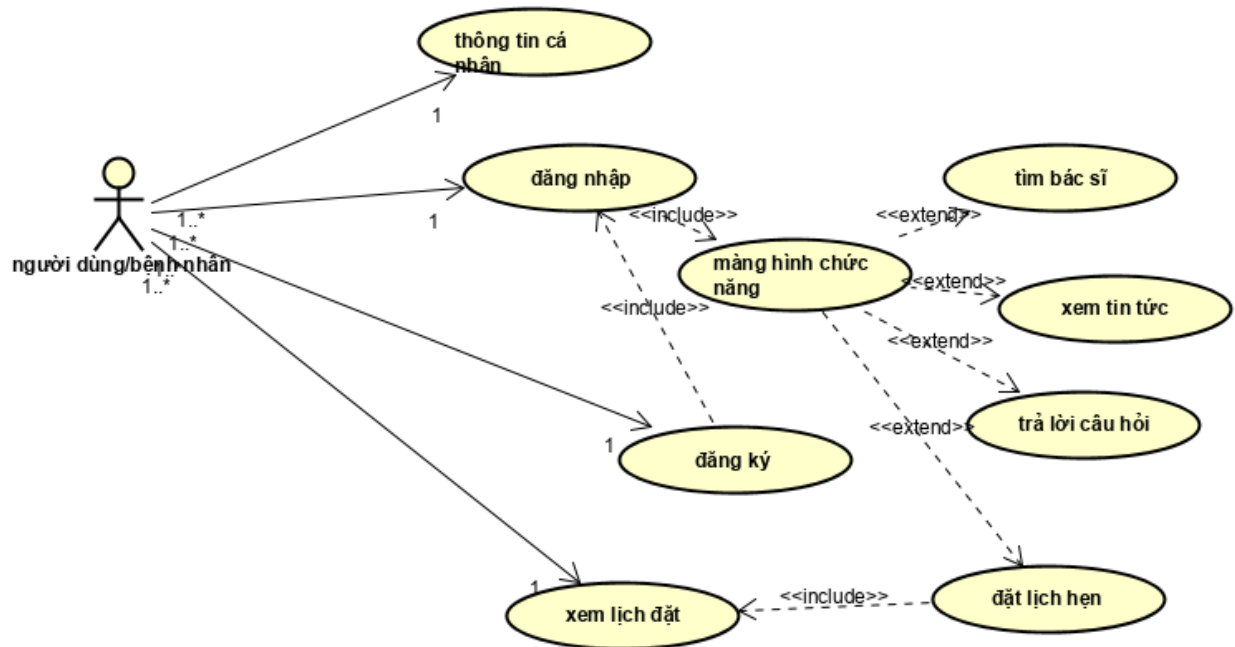 thông tin cá
nhân
1
đăng nhập
tìm bác sĩ
1..*
1
<<include>>
<<extend>>
1..*
người dùng/bệnh nhân
1..*
1..*
màng hình chức
năng
<<extend>>
xem tin tức
<<include>>
<<extend>>
trả lời câu hỏi
<<extend>>
1
đăng ký
1
xem lịch đặt
<<include>>
đặt lịch hẹn